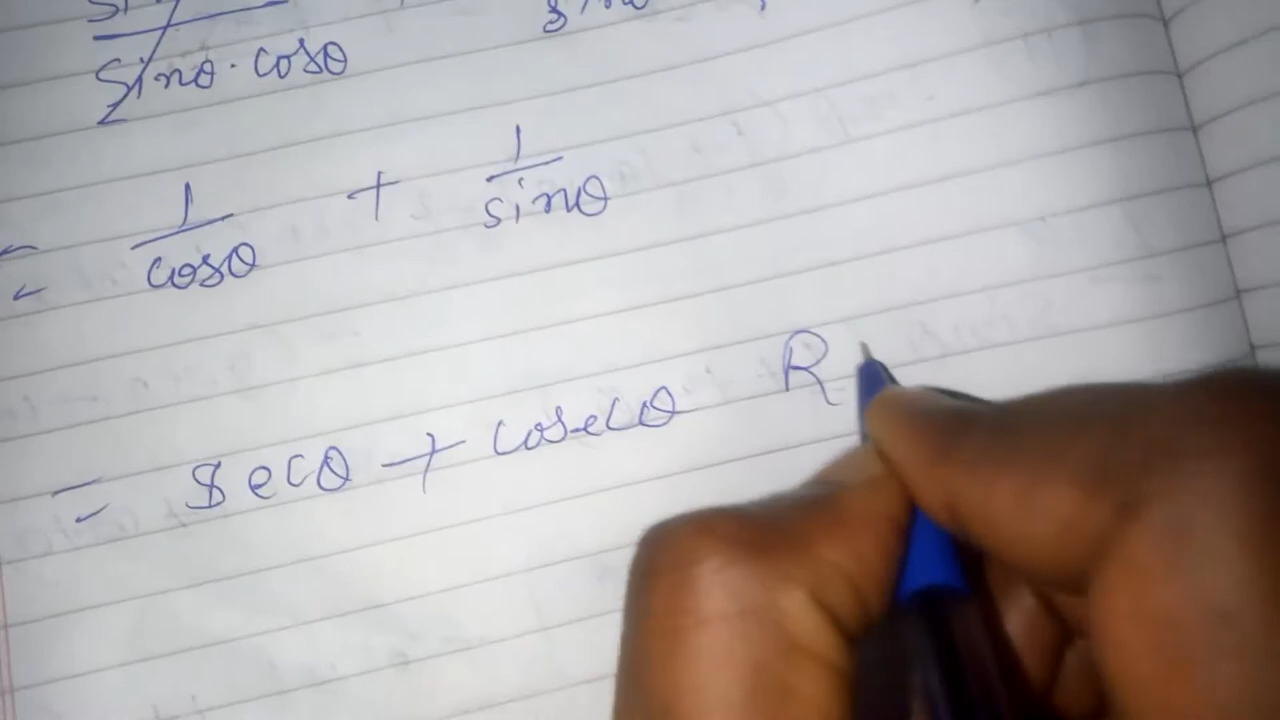 sinθ · cosθ
= 1/cosθ + 1/sinθ
= secθ + cosecθ R